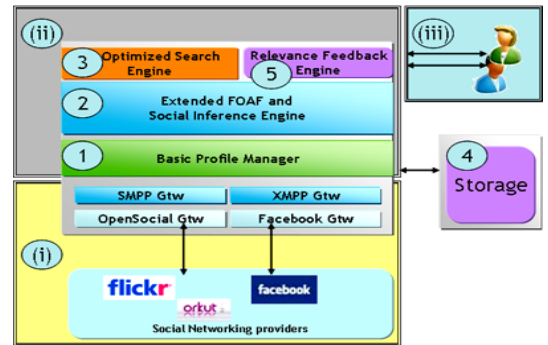 (ii)
(iii)
3
Optimized Search
Engine
Relevance Feedback
Engine
5
2
Extended FOAF and
Social Inference Engine
1
Basic Profile Manager
4
Storage
SMPP Gtw
XMPP Gtw
OpenSocial Gtw
Facebook Gtw
(i)
flickr
facebook
orkut
Social Networking providers